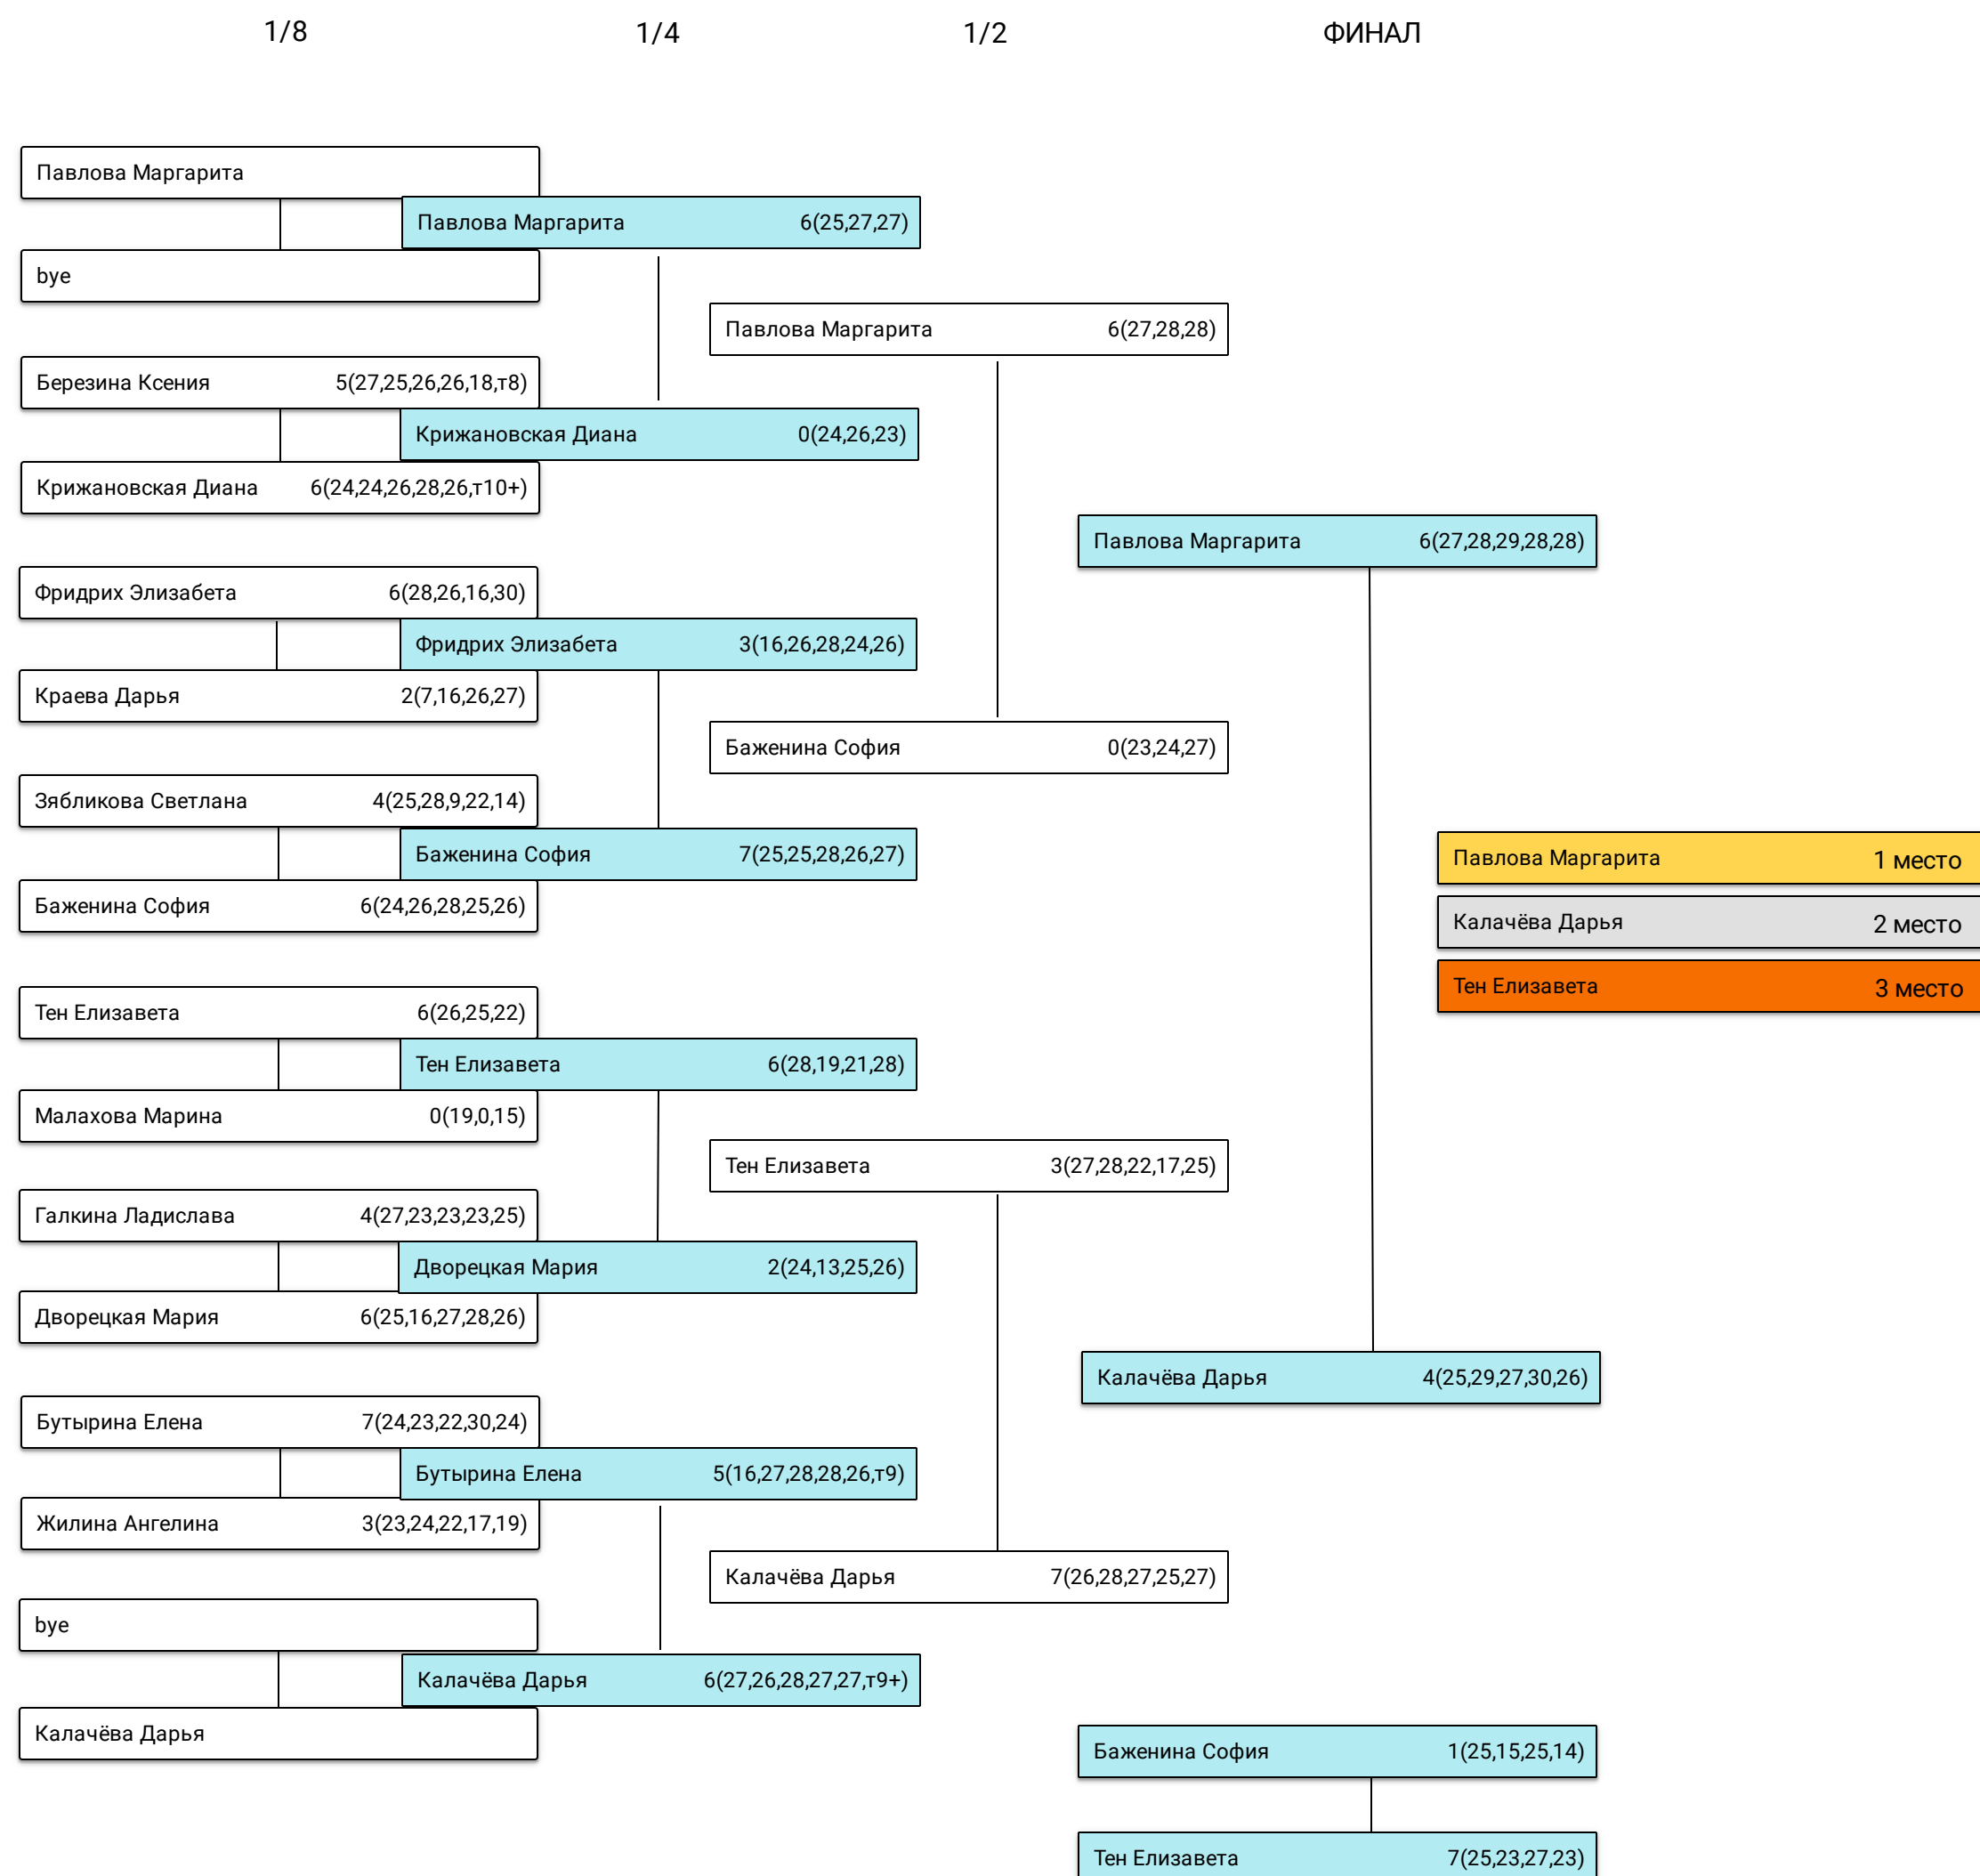 1/8 1/4 1/2 ФИНАЛ
Павлова Маргарита
Павлова Маргарита 6(25,27,27)
bye
Павлова Маргарита 6(27,28,28)
Березина Ксения 5(27,25,26,26,18,т8)
Крижановская Диана 0(24,26,23)
Крижановская Диана 6(24,24,26,28,26,т10+)
Павлова Маргарита 6(27,28,29,28,28)
Фридрих Элизабета 6(28,26,16,30)
Фридрих Элизабета 3(16,26,28,24,26)
Краева Дарья 2(7,16,26,27)
Баженина София 0(23,24,27)
Зябликова Светлана 4(25,28,9,22,14)
Баженина София 7(25,25,28,26,27)
Павлова Маргарита 1 место
Баженина София 6(24,26,28,25,26)
Калачёва Дарья 2 место
Тен Елизавета 3 место
Тен Елизавета 6(26,25,22)
Тен Елизавета 6(28,19,21,28)
Малахова Марина 0(19,0,15)
Тен Елизавета 3(27,28,22,17,25)
Галкина Ладислава 4(27,23,23,23,25)
Дворецкая Мария 2(24,13,25,26)
Дворецкая Мария 6(25,16,27,28,26)
Калачёва Дарья 4(25,29,27,30,26)
Бутырина Елена 7(24,23,22,30,24)
Бутырина Елена 5(16,27,28,28,26,т9)
Жилина Ангелина 3(23,24,22,17,19)
Калачёва Дарья 7(26,28,27,25,27)
bye
Калачёва Дарья 6(27,26,28,27,27,т9+)
Калачёва Дарья
Баженина София 1(25,15,25,14)
Тен Елизавета 7(25,23,27,23)